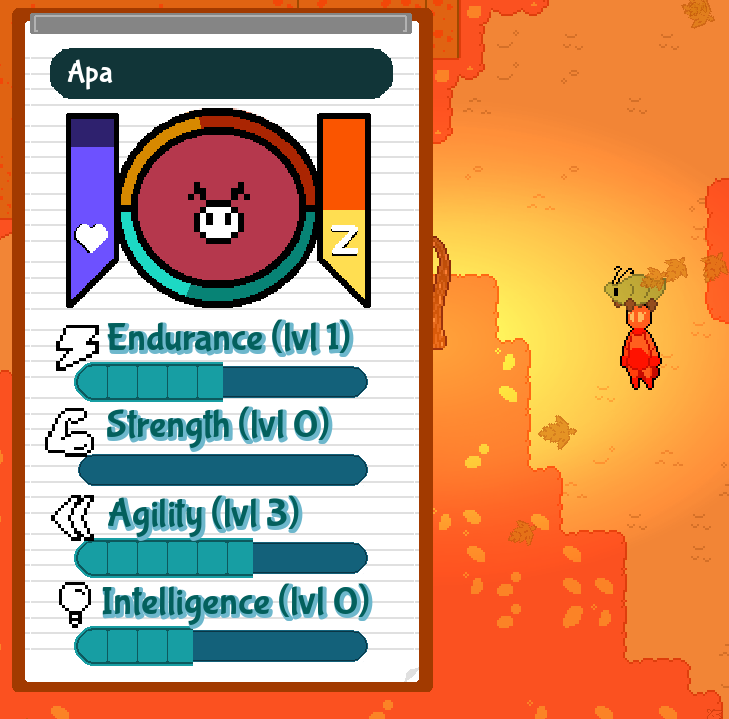 Apa
Z
Endurance (lvl 1)
Strength (lvl 0)
Agility (lvl 3)
Intelligence (lvl 0)